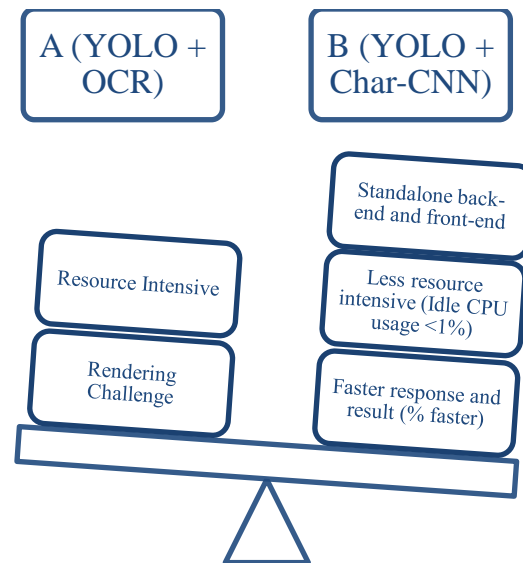 A (YOLO +
OCR)
B (YOLO +
Char-CNN)
Resource Intensive
Rendering
Challenge
Standalone back-
end and front-end
Less resource
intensive (Idle CPU
usage <1%)
Faster response and
result (% faster)